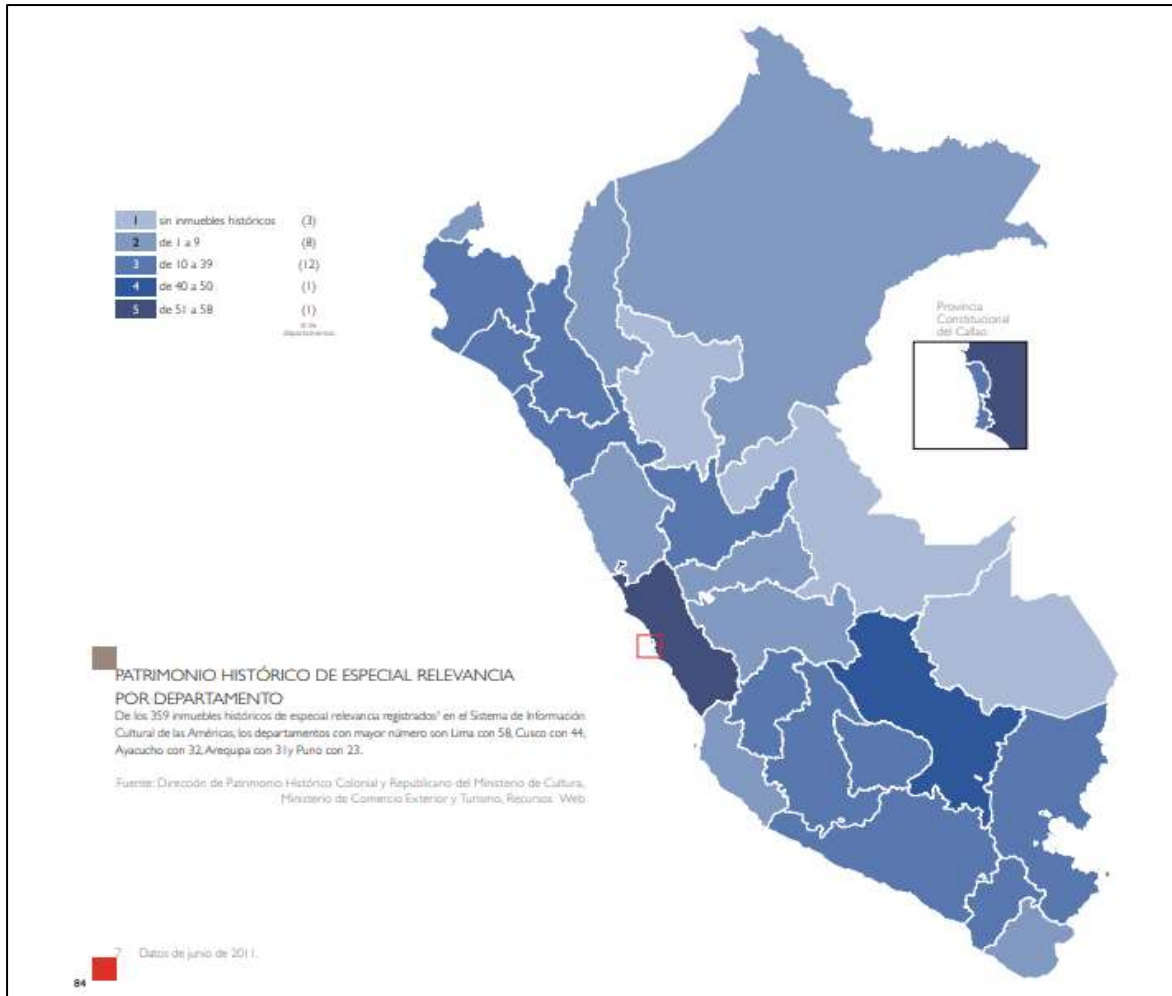 1 sin inmuebles históricos (3)
2 de 1 a 9 (8)
3 de 10 a 39 (12)
4 de 40 a 50 (1)
5 de 51 a 58 (1)
departamentos
Provincia
Constitucional
del Callao
PATRIMONIO HISTÓRICO DE ESPECIAL RELEVANCIA
POR DEPARTAMENTO
De los 359 inmuebles históricos de especial relevancia registrados⁷ en el Sistema de Información
Cultural de las Américas, los departamentos con mayor número son Lima con 58, Cusco con 44,
Ayacucho con 32, Arequipa con 31 y Puno con 23.
Fuente: Dirección de Patrimonio Histórico Colonial y Republicano del Ministerio de Cultura,
Ministerio de Comercio Exterior y Turismo, Recursos Web
7 Datos de junio de 2011.
84